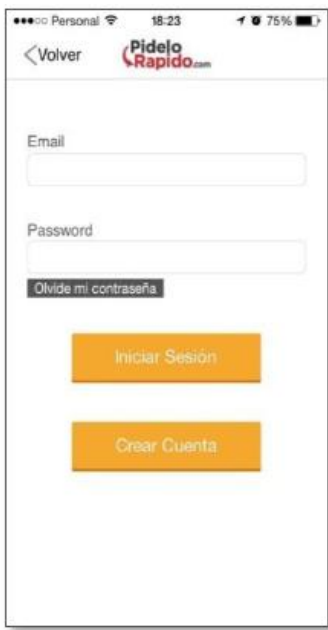 Personal 18:23 75%
Volver
Pidelo
Rapido.com
Email
Password
Olvide mi contraseña
Iniciar Sesión
Crear Cuenta